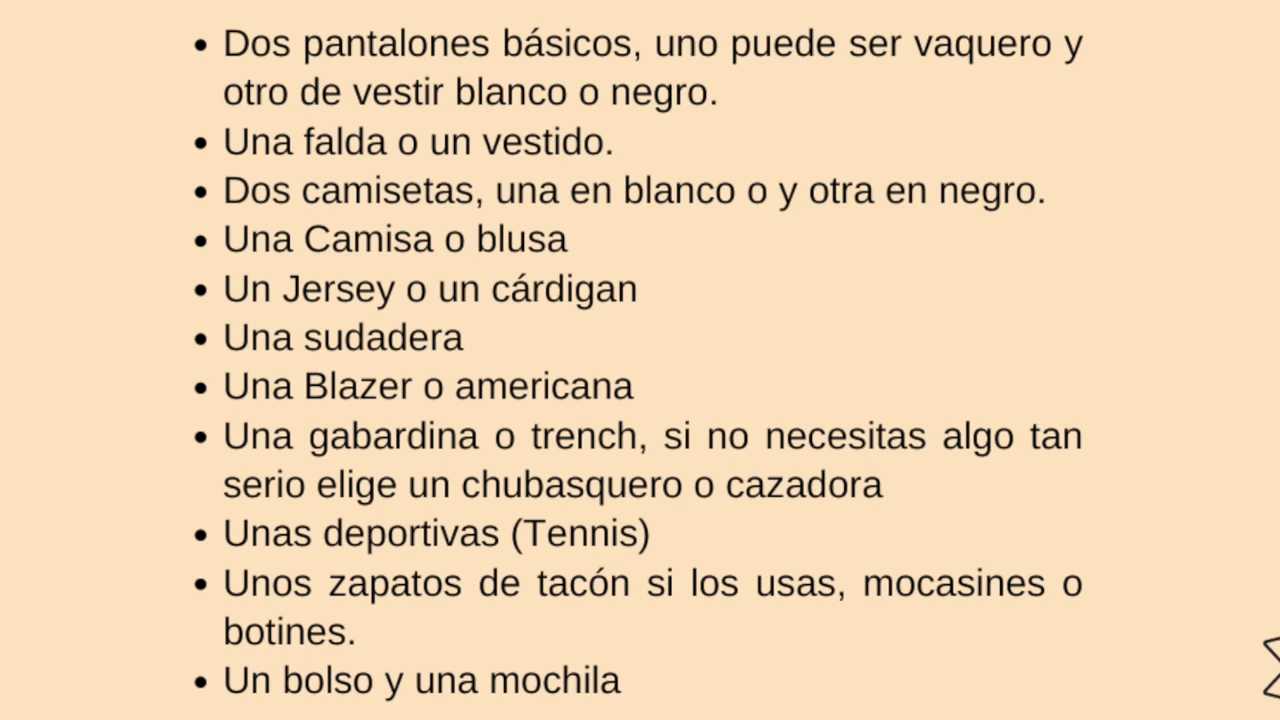 • Dos pantalones básicos, uno puede ser vaquero y
otro de vestir blanco o negro.
• Una falda o un vestido.
• Dos camisetas, una en blanco o y otra en negro.
• Una Camisa o blusa
• Un Jersey o un cárdigan
• Una sudadera
• Una Blazer o americana
• Una gabardina o trench, si no necesitas algo tan
serio elige un chubasquero o cazadora
• Unas deportivas (Tennis)
• Unos zapatos de tacón si los usas, mocasines o
botines.
• Un bolso y una mochila